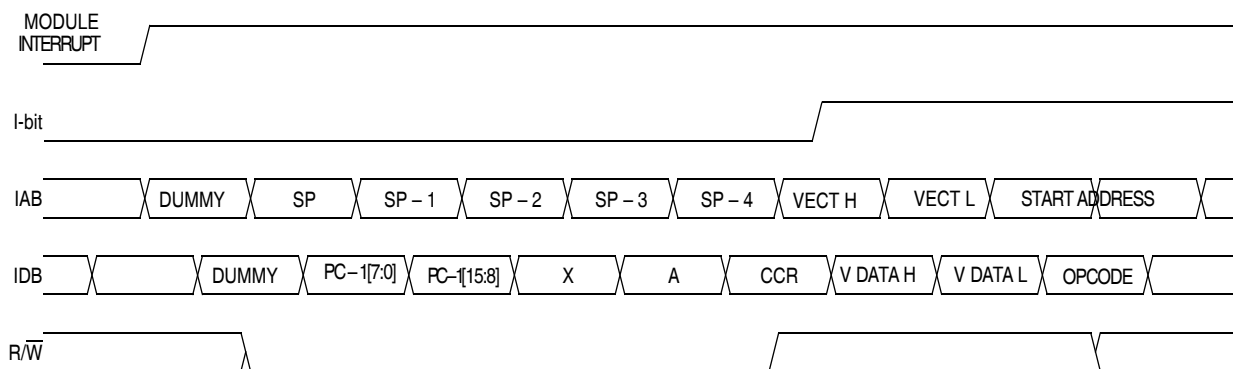 MODULE
INTERRUPT
I-bit
IAB DUMMY SP SP – 1 SP – 2 SP – 3 SP – 4 VECT H VECT L START ADDRESS
IDB DUMMY PC – 1[7:0] PC–1[15:8] X A CCR V DATA H V DATA L OPCODE
R/W̅